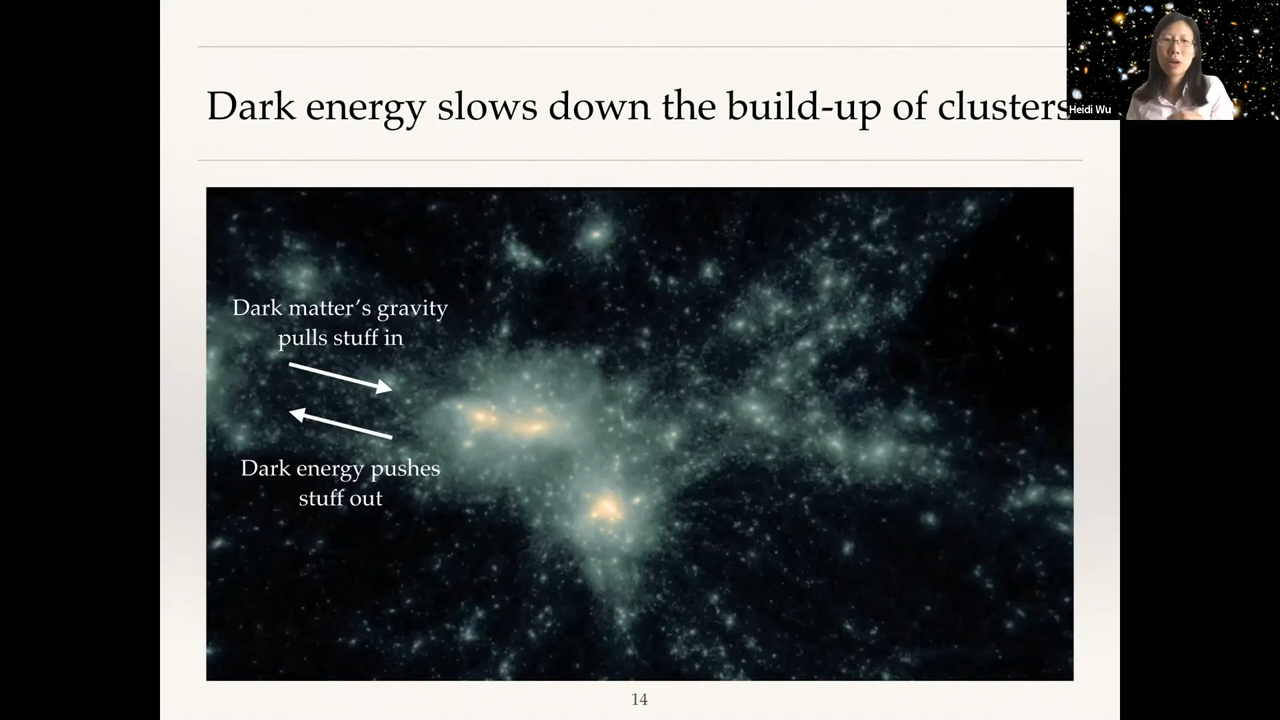 Dark energy slows down the build-up of clusters
Heidi Wu
Dark matter’s gravity
pulls stuff in
Dark energy pushes
stuff out
14